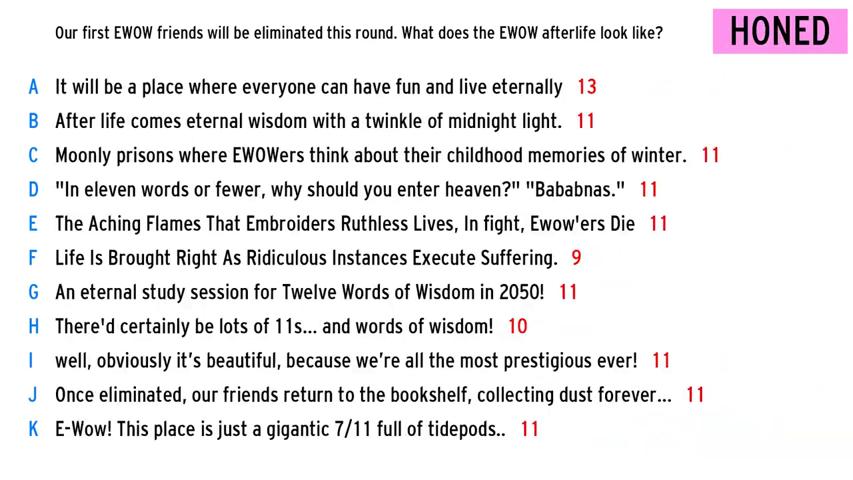 Our first EWOW friends will be eliminated this round. What does the EWOW afterlife look like?
HONED
A It will be a place where everyone can have fun and live eternally 13
B After life comes eternal wisdom with a twinkle of midnight light. 11
C Moonly prisons where EWOWers think about their childhood memories of winter. 11
D "In eleven words or fewer, why should you enter heaven?" "Bababnas." 11
E The Aching Flames That Embroiders Ruthless Lives, In fight, Ewow'ers Die 11
F Life Is Brought Right As Ridiculous Instances Execute Suffering. 9
G An eternal study session for Twelve Words of Wisdom in 2050! 11
H There'd certainly be lots of 11s... and words of wisdom! 10
I well, obviously it’s beautiful, because we’re all the most prestigious ever! 11
J Once eliminated, our friends return to the bookshelf, collecting dust forever... 11
K E-Wow! This place is just a gigantic 7/11 full of tidepods.. 11